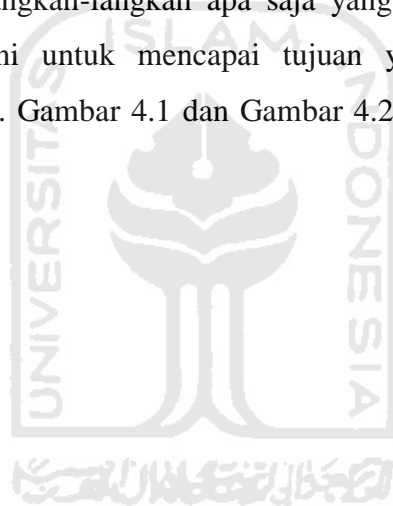 ngkah-langkah apa saja yang
ni untuk mencapai tujuan y
. Gambar 4.1 dan Gambar 4.2
ISLAM
UNIVERSITAS
INDONESIA